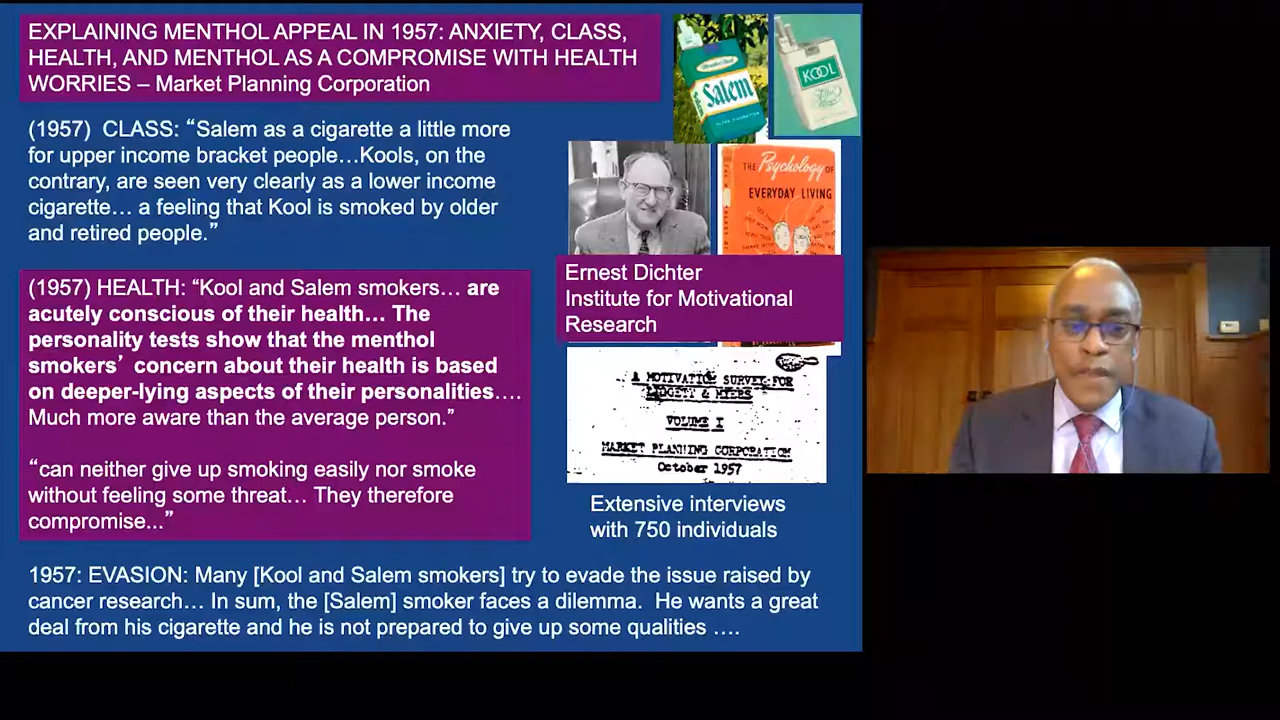 EXPLAINING MENTHOL APPEAL IN 1957: ANXIETY, CLASS,
HEALTH, AND MENTHOL AS A COMPROMISE WITH HEALTH
WORRIES – Market Planning Corporation
(1957)  CLASS: “Salem as a cigarette a little more
for upper income bracket people…Kools, on the
contrary, are seen very clearly as a lower income
cigarette… a feeling that Kool is smoked by older
and retired people.”
(1957) HEALTH: “Kool and Salem smokers… are
acutely conscious of their health… The
personality tests show that the menthol
smokers’ concern about their health is based
on deeper-lying aspects of their personalities….
Much more aware than the average person.”
“can neither give up smoking easily nor smoke
without feeling some threat… They therefore
compromise...”
Salem
KOOL
THE Psychology OF
EVERYDAY LIVING
Ernest Dichter
Institute for Motivational
Research
A MOTIVATION SURVEY FOR
LIGGETT & MYERS
VOLUME I
MARKET PLANNING CORPORATION
October 1957
Extensive interviews
with 750 individuals
1957: EVASION: Many [Kool and Salem smokers] try to evade the issue raised by
cancer research… In sum, the [Salem] smoker faces a dilemma.  He wants a great
deal from his cigarette and he is not prepared to give up some qualities ….